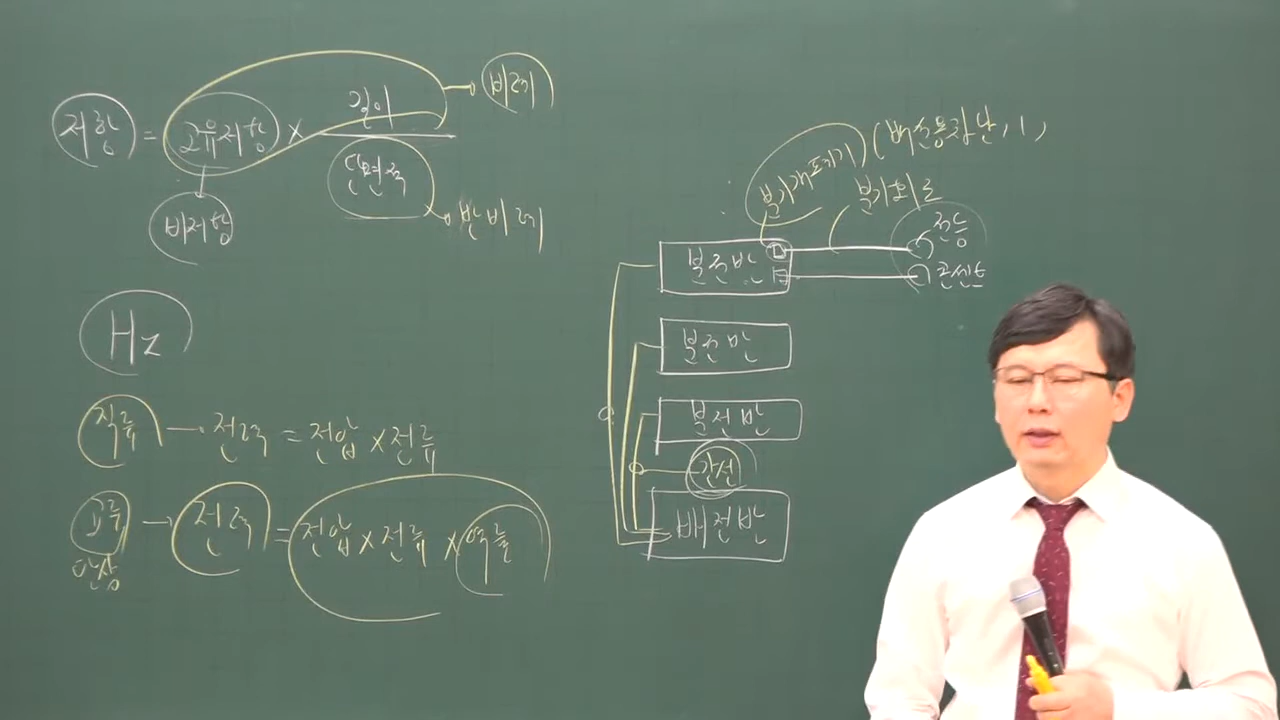 저항 = 고유저항 × 길이 / 단면적
비례
반비례
비저항
Hz
직류 → 전력 = 전압 × 전류
교류 → 전력 = 전압 × 전류 × 역률
단상
분기개폐기 (배선용차단기)
분기회로
분전반
전등
콘센트
분전반
분전반
간선
배전반